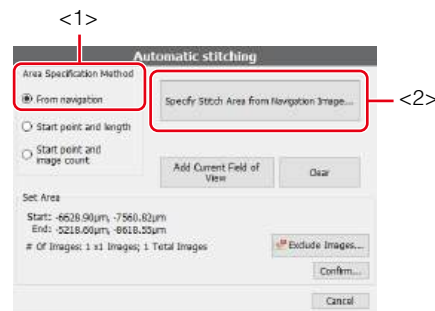 <1>
Automatic stitching
Area Specification Method
From navigation
Specify Stitch Area from Navigation Image...
<2>
Start point and length
Start point and
image count
Add Current Field of
View
Clear
Set Area
Start: -6628.90µm, -7560.82µm
End: -5218.60µm, -8618.55µm
# Of Images: 1 x1 Images; 1 Total Images
Exclude Images...
Confirm...
Cancel